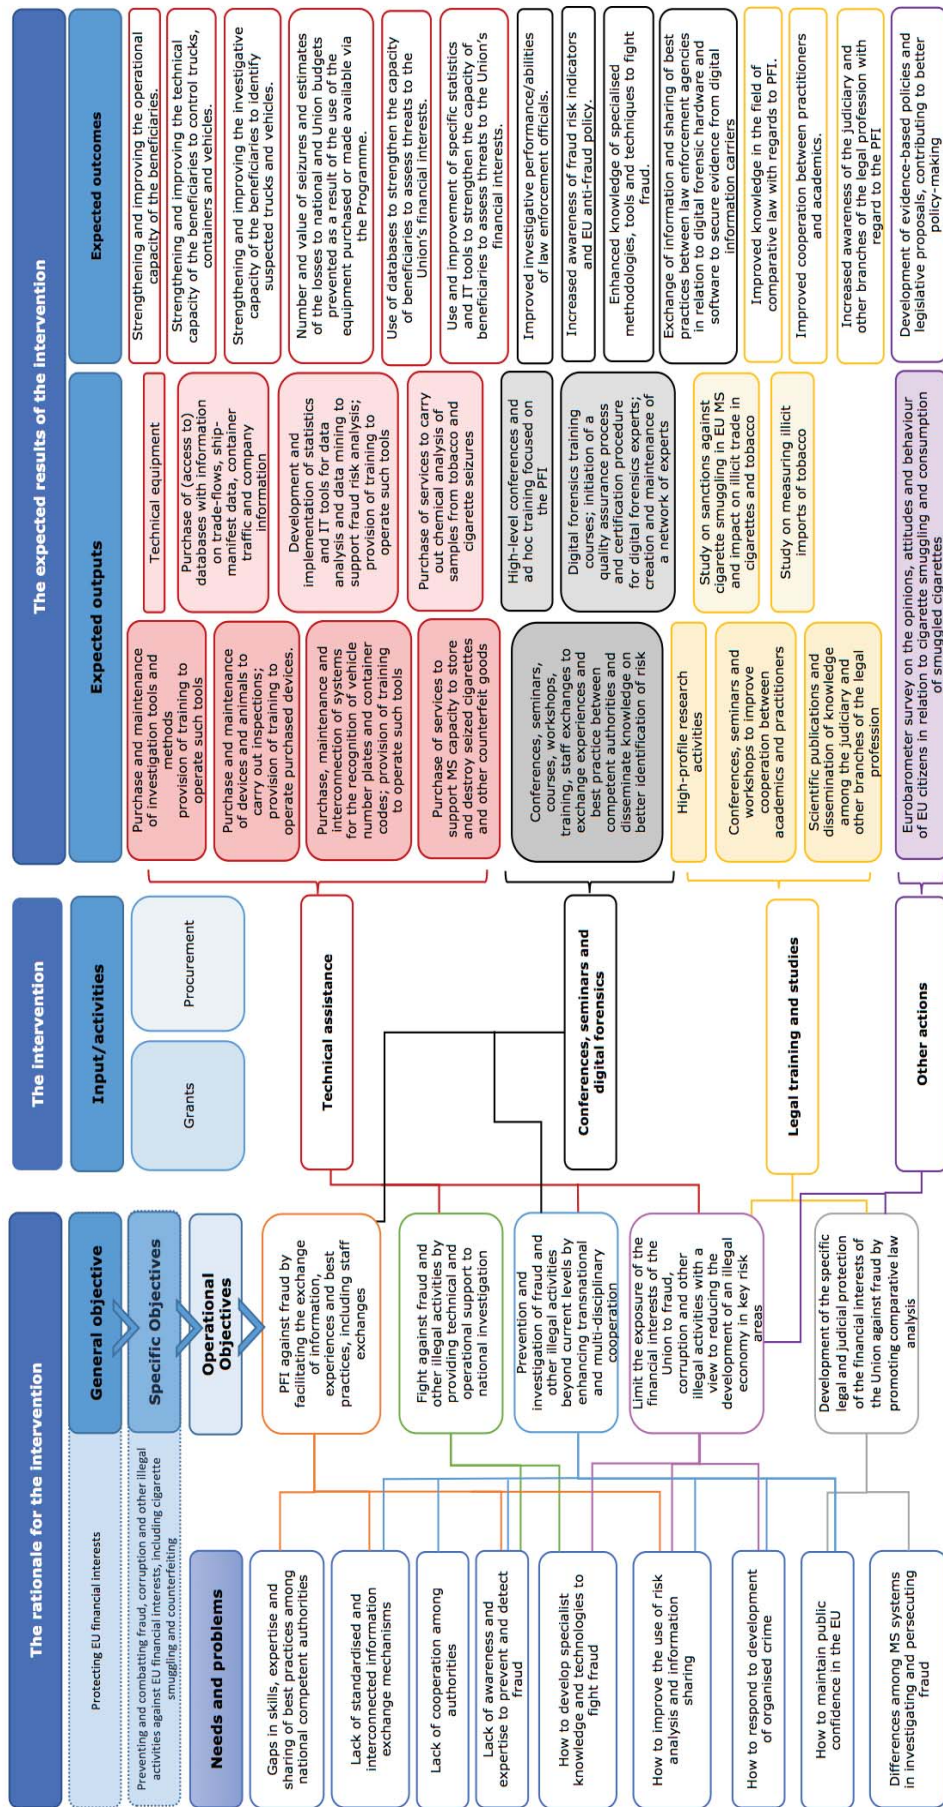 The rationale for the intervention
The intervention
The expected results of the intervention
Protecting EU financial interests
General objective
Preventing and combatting fraud, corruption and other illegal
activities against EU financial interests, including cigarette
smuggling and counterfeiting
Specific Objectives
Needs and problems
Operational
Objectives
Input/activities
Grants
Procurement
Expected outputs
Expected outcomes
Gaps in skills, expertise and
sharing of best practices among
national competent authorities
Lack of standardised and
interconnected information
exchange mechanisms
Lack of cooperation among
authorities
Lack of awareness and
expertise to prevent and detect
fraud
How to develop specialist
knowledge and technologies to
fight fraud
How to improve the use of risk
analysis and information
sharing
How to respond to development
of organised crime
How to maintain public
confidence in the EU
Differences among MS systems
in investigating and persecuting
fraud
PFI against fraud by
facilitating the exchange
of information,
experiences and best
practices, including staff
exchanges
Fight against fraud and
other illegal activities by
providing technical and
operational support to
national investigation
Prevention and
investigation of fraud and
other illegal activities
beyond current levels by
enhancing transnational
and multi-disciplinary
cooperation
Limit the exposure of the
financial interests of the
Union to fraud,
corruption and other
illegal activities with a
view to reducing the
development of an illegal
economy in key risk
areas
Development of the specific
legal and judicial protection
of the financial interests of
the Union against fraud by
promoting comparative law
analysis
Technical assistance
Conferences, seminars and
digital forensics
Legal training and studies
Other actions
Purchase and maintenance
of investigation tools and
methods
provision of training to
operate such tools
Purchase and maintenance
of devices and animals to
carry out inspections;
provision of training to
operate purchased devices.
Purchase, maintenance and
interconnection of systems
for the recognition of vehicle
number plates and container
codes; provision of training
to operate such tools
Purchase of services to
support MS capacity to store
and destroy seized cigarettes
and other counterfeit goods
Conferences, seminars,
courses, workshops,
training, staff exchanges to
exchange experiences and
best practice between
competent authorities and
disseminate knowledge on
better identification of risk
High-profile research
activities
Conferences, seminars and
workshops to improve
cooperation between
academics and practitioners
Scientific publications and
dissemination of knowledge
among the judiciary and
other branches of the legal
profession
Technical equipment
Purchase of (access to)
databases with information
on trade-flows, ship-
manifest data, container
traffic and company
information
Development and
implementation of statistics
and IT tools for data
analysis and data mining to
support fraud risk analysis;
provision of training to
operate such tools
Purchase of services to carry
out chemical analysis of
samples from tobacco and
cigarette seizures
High-level conferences and
ad hoc training focused on
the PFI
Digital forensics training
courses; initiation of a
quality assurance process
and certification procedure
for digital forensics experts;
creation and maintenance of
a network of experts
Study on sanctions against
cigarette smuggling in EU MS
and impact on illicit trade in
cigarettes and tobacco
Study on measuring illicit
imports of tobacco
Eurobarometer survey on the opinions, attitudes and behaviour
of EU citizens in relation to cigarette smuggling and consumption
of smuggled cigarettes
Strengthening and improving the operational
capacity of the beneficiaries.
Strengthening and improving the technical
capacity of the beneficiaries to control trucks,
containers and vehicles.
Strengthening and improving the investigative
capacity of the beneficiaries to identify
suspected trucks and vehicles.
Number and value of seizures and estimates
of the losses to national and Union budgets
prevented as a result of the use of the
equipment purchased or made available via
the Programme.
Use of databases to strengthen the capacity
of beneficiaries to assess threats to the
Union's financial interests.
Use and improvement of specific statistics
and IT tools to strengthen the capacity of
beneficiaries to assess threats to the Union's
financial interests.
Improved investigative performance/abilities
of law enforcement officials.
Increased awareness of fraud risk indicators
and EU anti-fraud policy.
Enhanced knowledge of specialised
methodologies, tools and techniques to fight
fraud.
Exchange of information and sharing of best
practices between law enforcement agencies
in relation to digital forensic hardware and
software to secure evidence from digital
information carriers
Improved knowledge in the field of
comparative law with regards to PFI.
Improved cooperation between practitioners
and academics.
Increased awareness of the judiciary and
other branches of the legal profession with
regard to the PFI
Development of evidence-based policies and
legislative proposals, contributing to better
policy-making